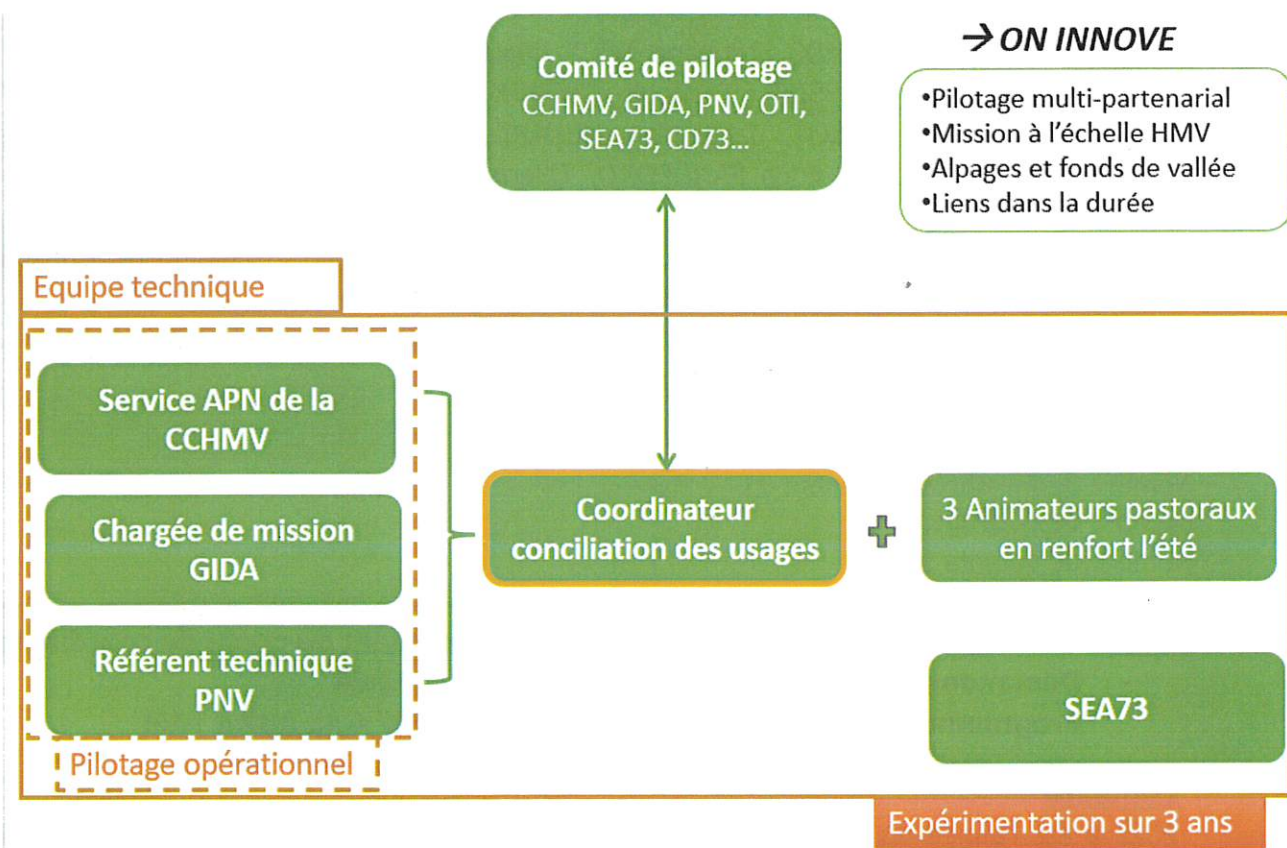 Comité de pilotage
CCHMV, GIDA, PNV, OTI,
SEA73, CD73...
→ ON INNOVE
•Pilotage multi-partenarial
•Mission à l'échelle HMV
•Alpages et fonds de vallée
•Liens dans la durée
Equipe technique
Service APN de la
CCHMV
Chargée de mission
GIDA
Référent technique
PNV
Pilotage opérationnel
Coordinateur
conciliation des usages
+
3 Animateurs pastoraux
en renfort l'été
SEA73
Expérimentation sur 3 ans